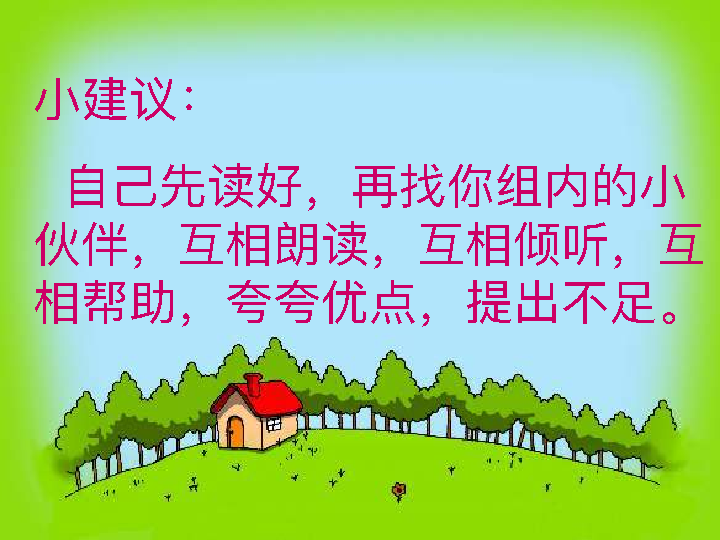 小建议：
自己先读好，再找你组内的小
伙伴，互相朗读，互相倾听，互
相帮助，夸夸优点，提出不足。